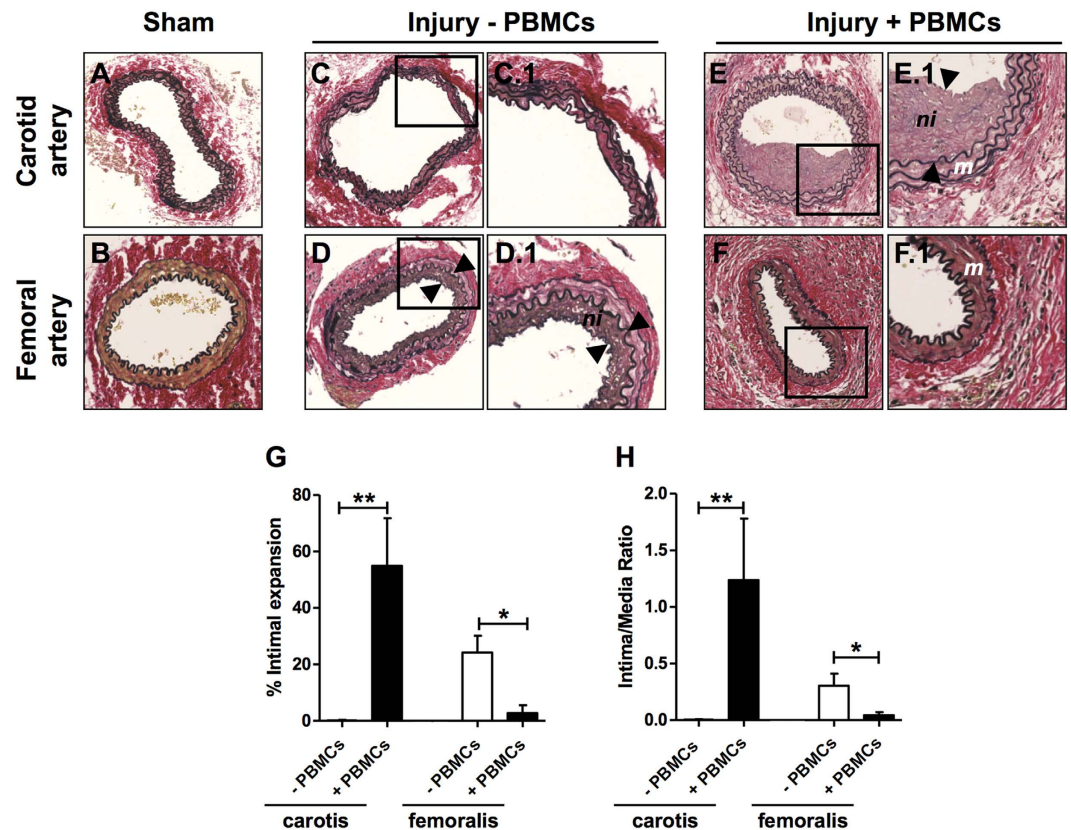 Sham
Injury - PBMCs
Injury + PBMCs
Carotid
artery
A
C
C.1
E
E.1
ni
m
Femoral
artery
B
D
D.1
ni
F
F.1
m
G
% Intimal expansion
80
60
40
20
0
**
*
- PBMCs
+ PBMCs
- PBMCs
+ PBMCs
carotis
femoralis
H
Intima/Media Ratio
2.0
1.5
1.0
0.5
0.0
**
*
- PBMCs
+ PBMCs
- PBMCs
+ PBMCs
carotis
femoralis